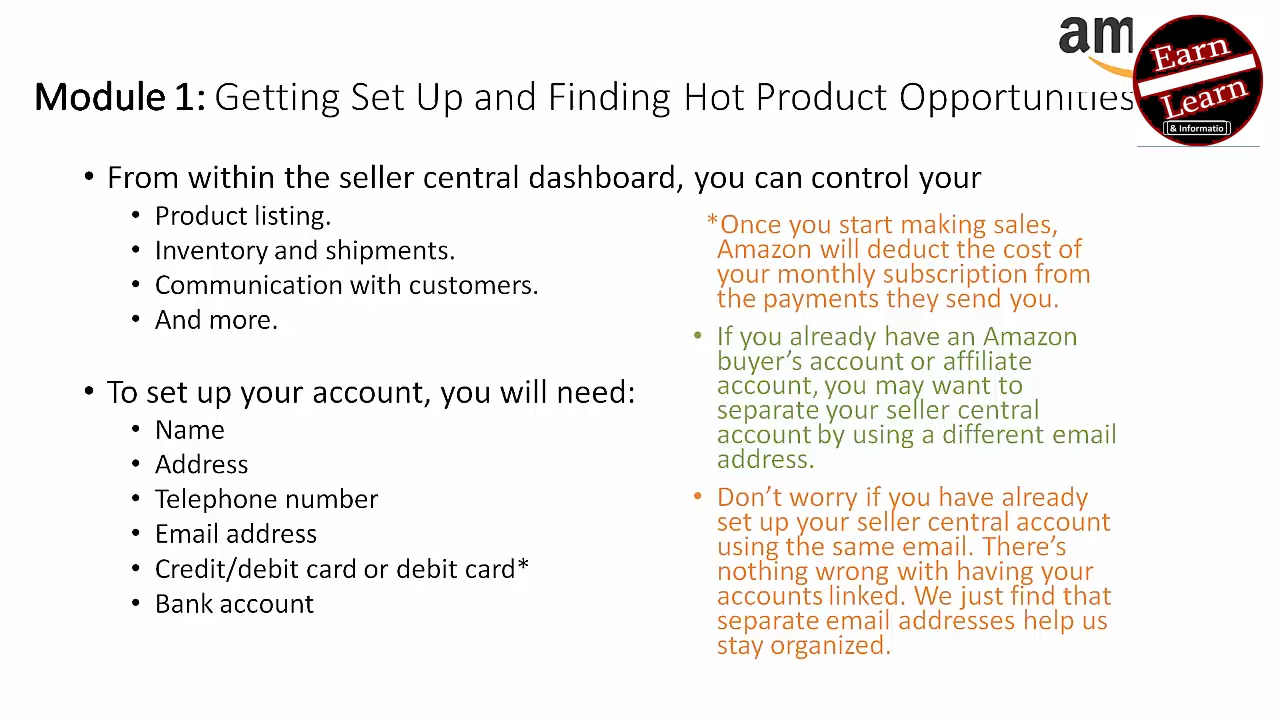 am
Earn
Learn
& Informatio
Module 1: Getting Set Up and Finding Hot Product Opportunities
• From within the seller central dashboard, you can control your
• Product listing.
• Inventory and shipments.
• Communication with customers.
• And more.
• To set up your account, you will need:
• Name
• Address
• Telephone number
• Email address
• Credit/debit card or debit card*
• Bank account
*Once you start making sales,
Amazon will deduct the cost of
your monthly subscription from
the payments they send you.
• If you already have an Amazon
buyer’s account or affiliate
account, you may want to
separate your seller central
account by using a different email
address.
• Don’t worry if you have already
set up your seller central account
using the same email. There’s
nothing wrong with having your
accounts linked. We just find that
separate email addresses help us
stay organized.